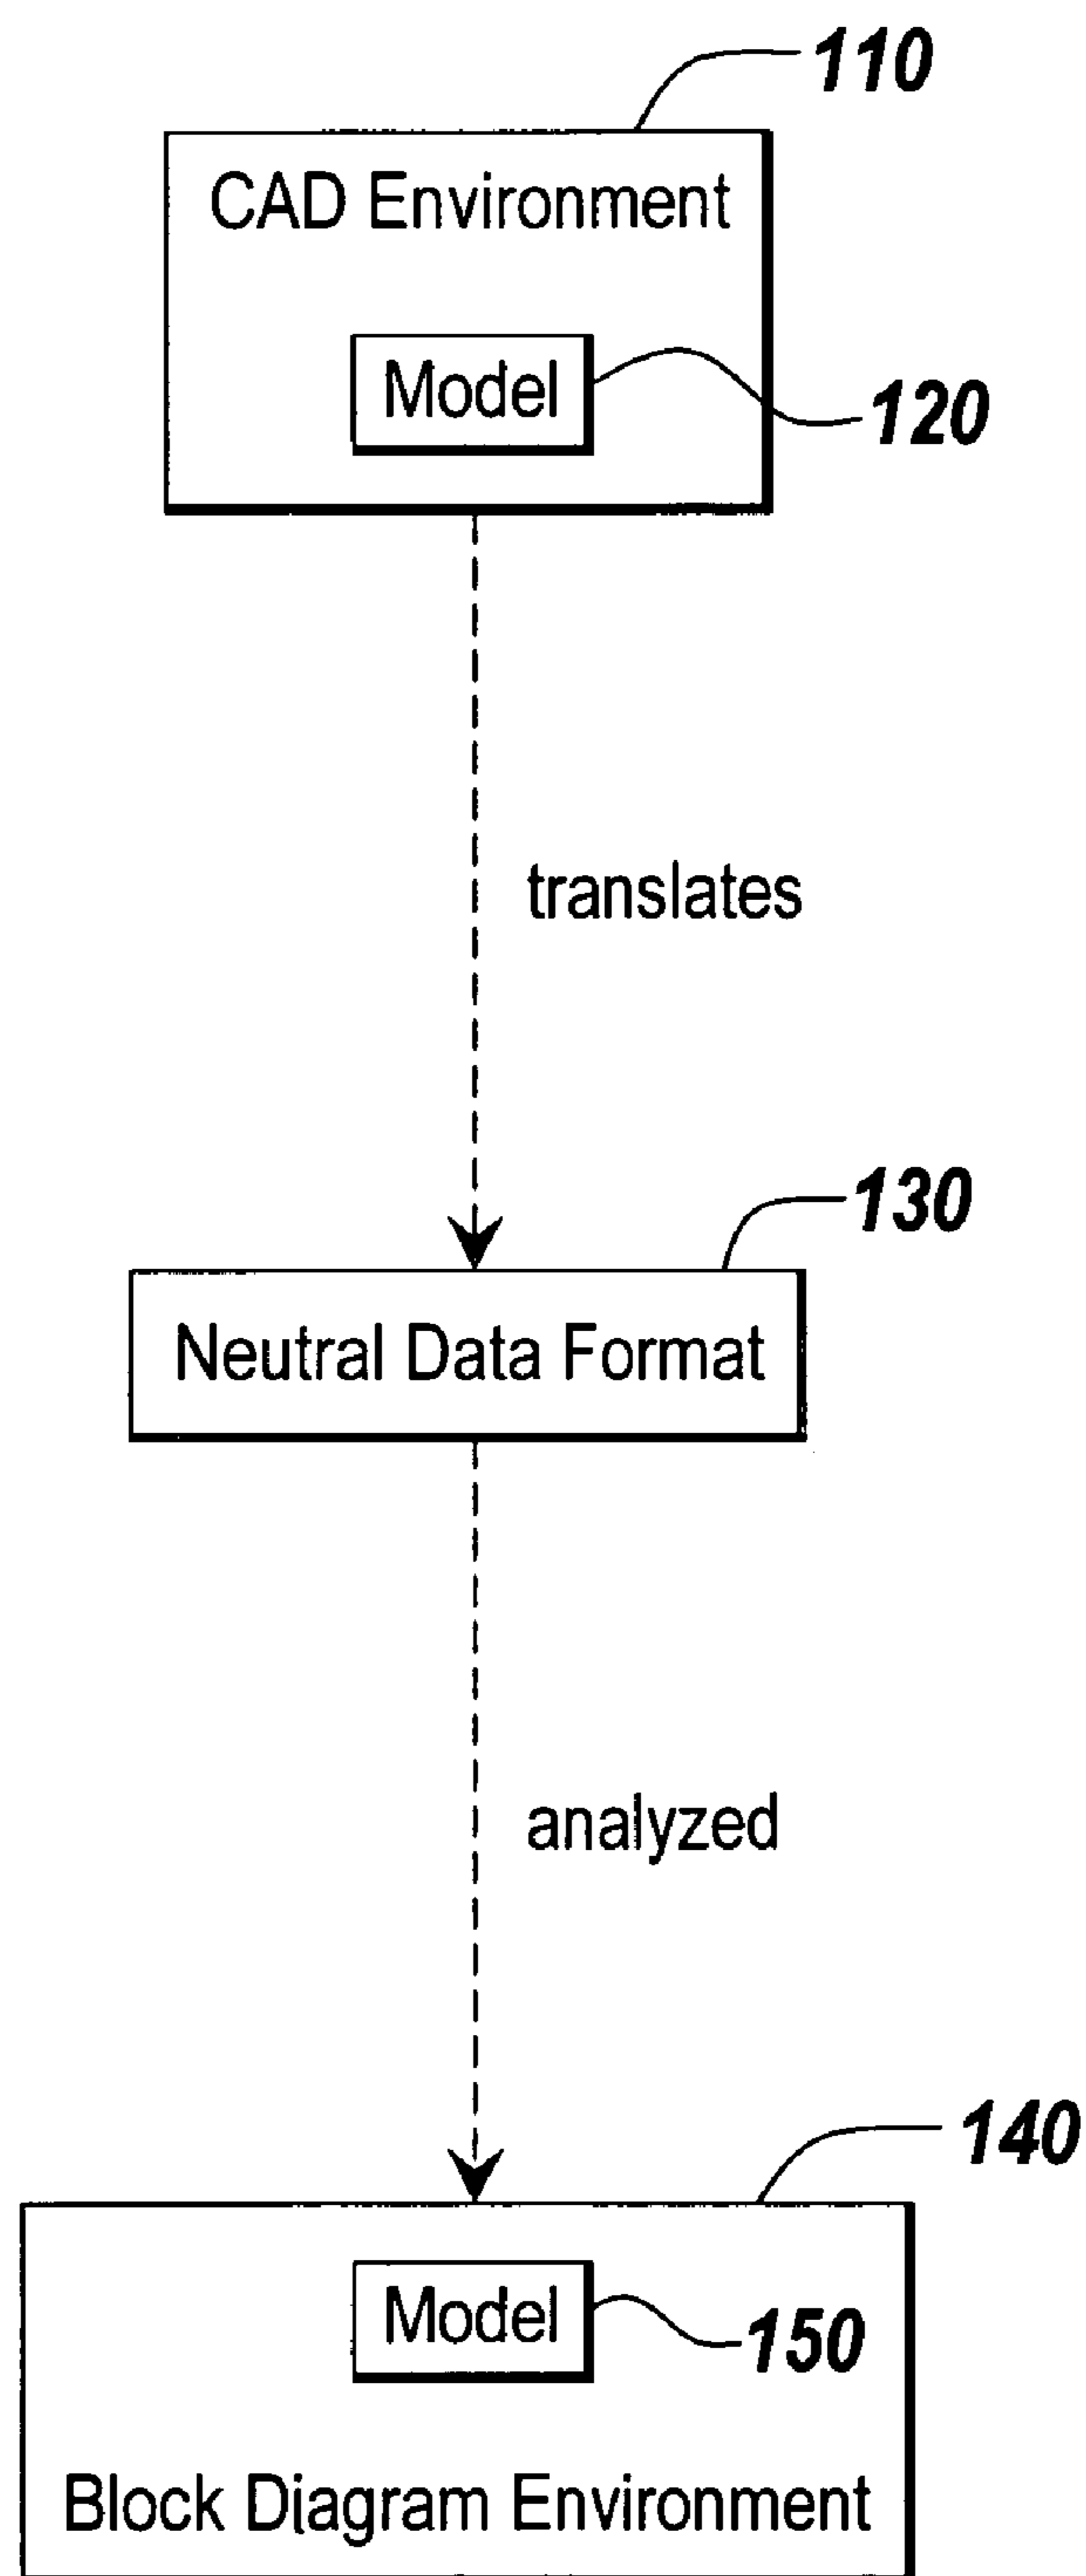 110
CAD Environment
Model
120
translates
130
Neutral Data Format
analyzed
140
Model
150
Block Diagram Environment